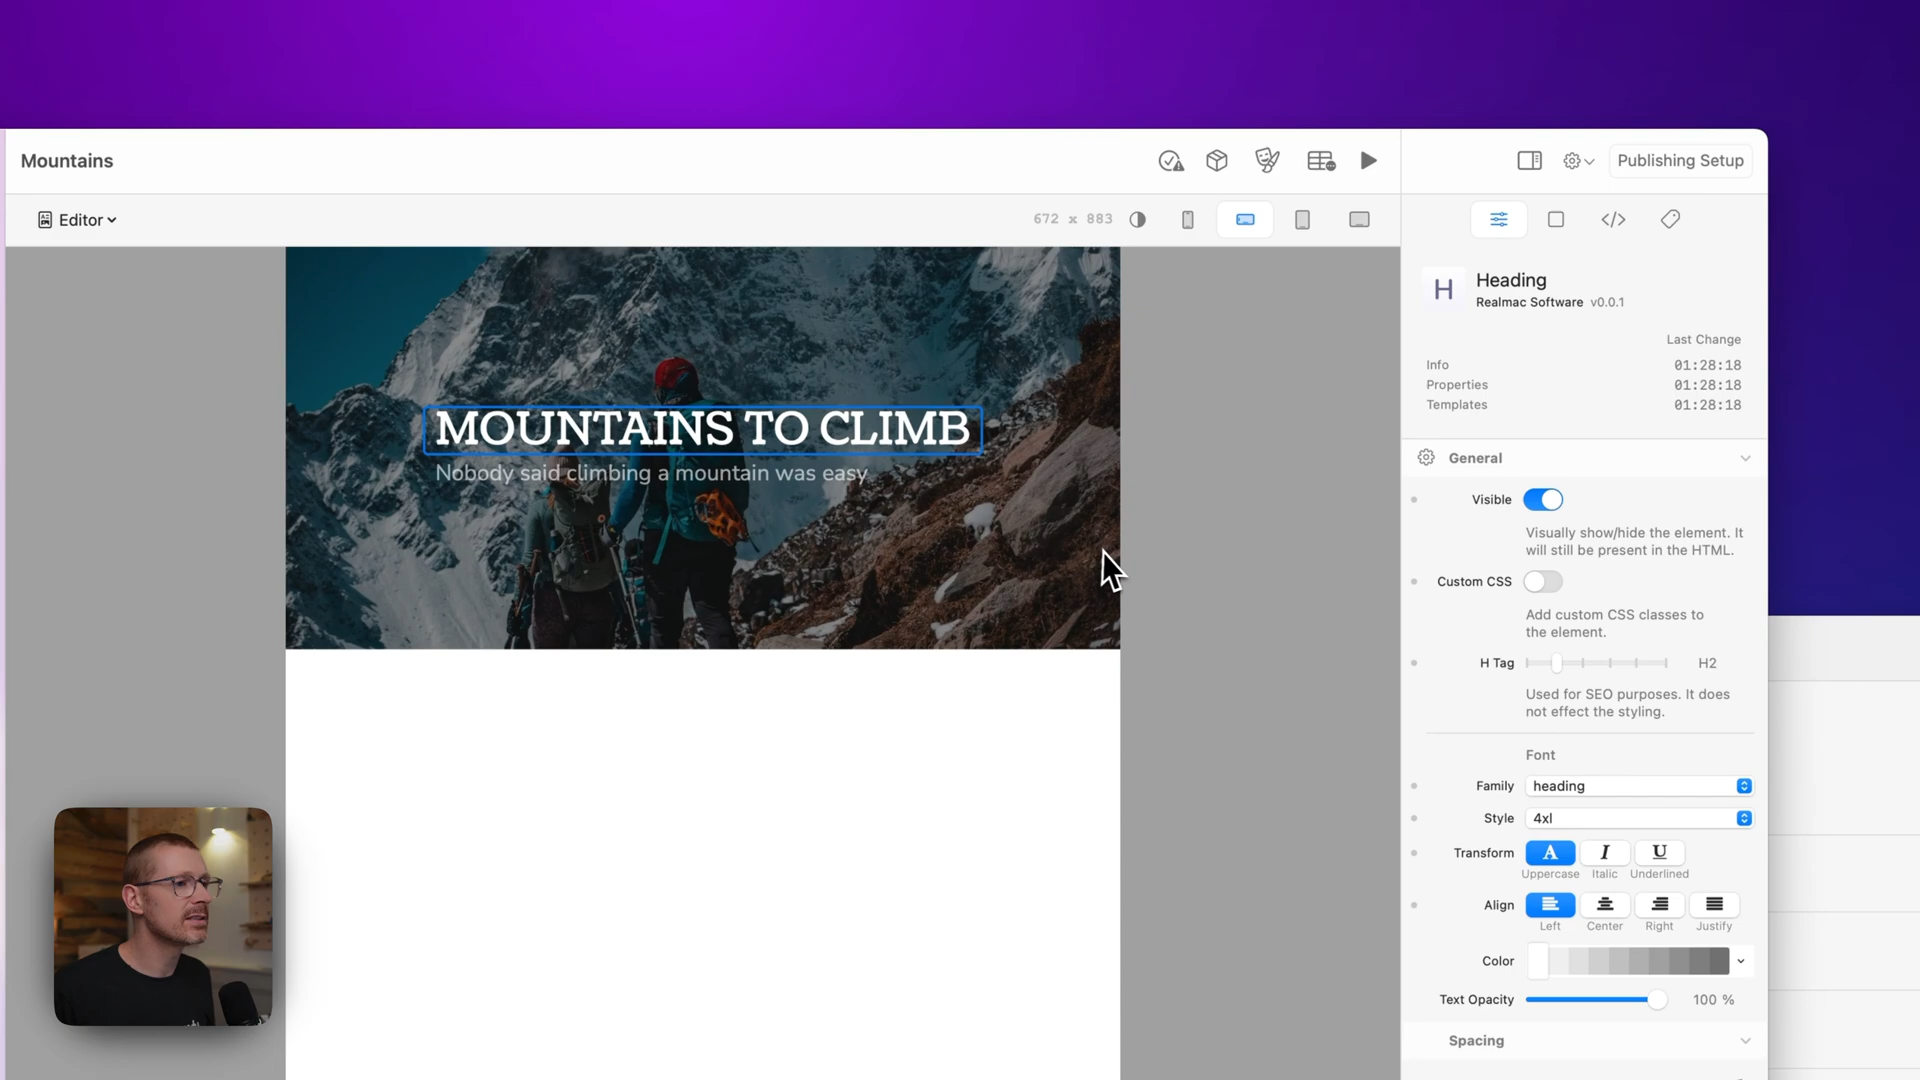 Mountains
Publishing Setup
Editor
672 x 883
</>
H
Heading
Realmac Software v0.0.1
Last Change
Info 01:28:18
Properties 01:28:18
Templates 01:28:18
MOUNTAINS TO CLIMB
Nobody said climbing a mountain was easy
General
Visible
Visually show/hide the element. It
will still be present in the HTML.
Custom CSS
Add custom CSS classes to
the element.
H Tag H2
Used for SEO purposes. It does
not effect the styling.
Font
Family heading
Style 4xl
Transform A I U
Uppercase Italic Underlined
Align
Left Center Right Justify
Color
Text Opacity 100 %
Spacing